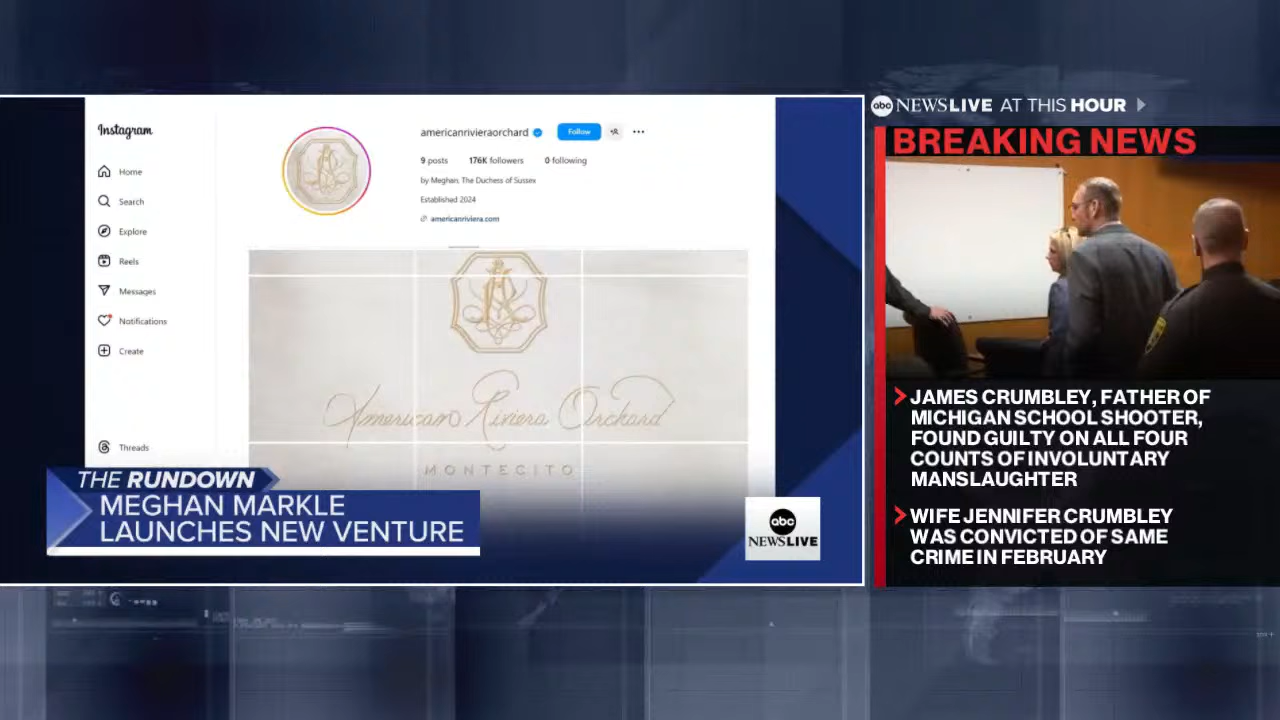 Instagram
Home
Search
Explore
Reels
Messages
Notifications
Create
Threads
americanrivieraorchard
Follow
9 posts 176K followers 0 following
by Meghan, The Duchess of Sussex
Established 2024
americanriviera.com
American Riviera Orchard
MONTECITO
THE RUNDOWN
MEGHAN MARKLE
LAUNCHES NEW VENTURE
abc
NEWS LIVE
abc NEWS LIVE AT THIS HOUR
BREAKING NEWS
JAMES CRUMBLEY, FATHER OF
MICHIGAN SCHOOL SHOOTER,
FOUND GUILTY ON ALL FOUR
COUNTS OF INVOLUNTARY
MANSLAUGHTER
WIFE JENNIFER CRUMBLEY
WAS CONVICTED OF SAME
CRIME IN FEBRUARY